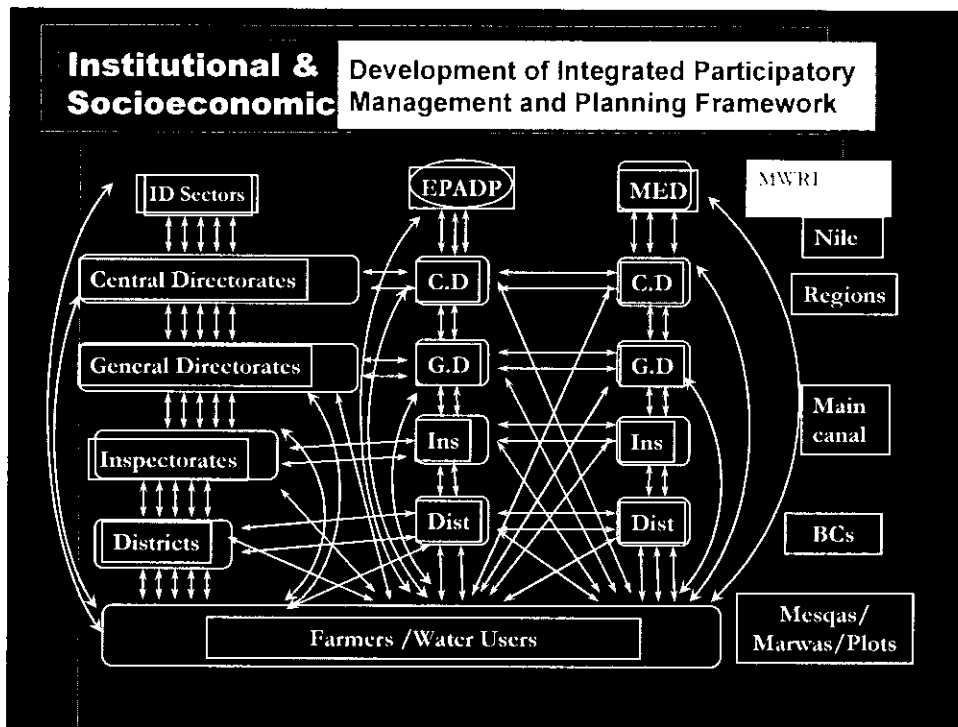 Institutional &
Socioeconomic
Development of Integrated Participatory
Management and Planning Framework
ID Sectors
EPADP
MED
MWRI
Nile
Central Directorates
C.D
C.D
Regions
General Directorates
G.D
G.D
Main
canal
Inspectorates
Ins
Ins
Districts
Dist
Dist
BCs
Farmers /Water Users
Mesqas/
Marwas/Plots